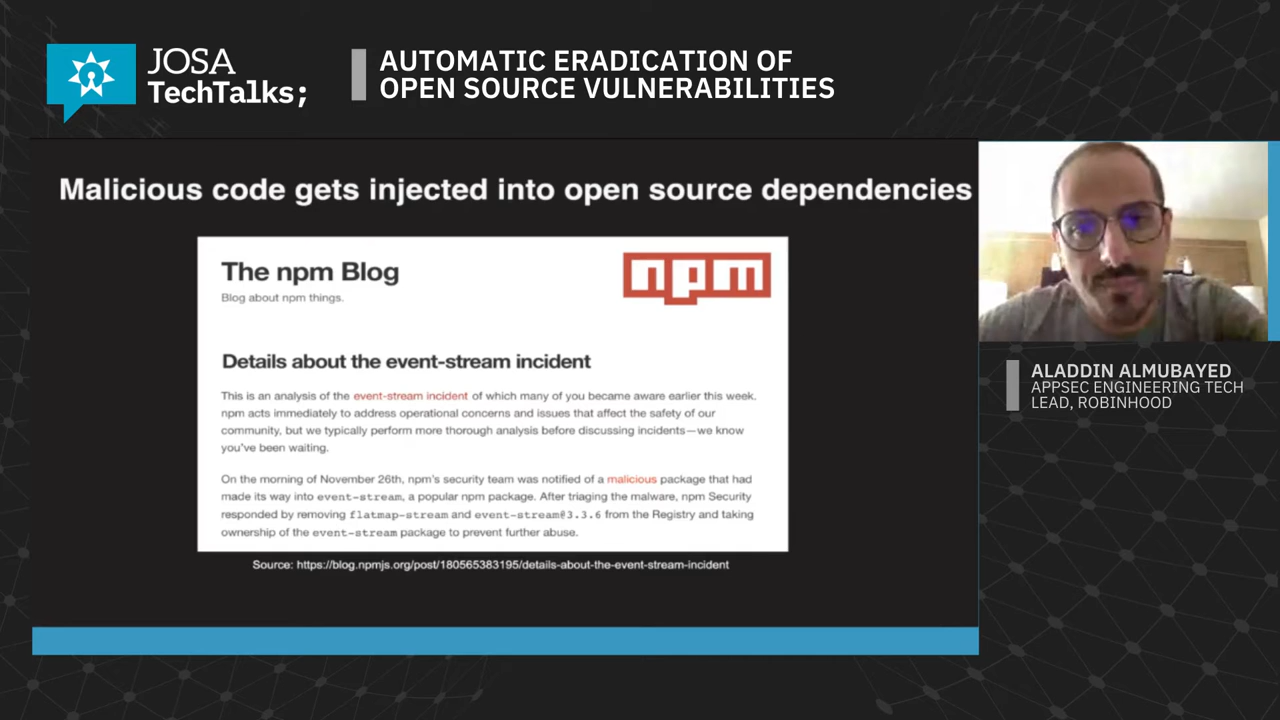 JOSA
TechTalks;
AUTOMATIC ERADICATION OF
OPEN SOURCE VULNERABILITIES
Malicious code gets injected into open source dependencies
The npm Blog
Blog about npm things.
npm
Details about the event-stream incident
This is an analysis of the event-stream incident of which many of you became aware earlier this week.
npm acts immediately to address operational concerns and issues that affect the safety of our
community, but we typically perform more thorough analysis before discussing incidents—we know
you've been waiting.
On the morning of November 26th, npm's security team was notified of a malicious package that had
made its way into event-stream, a popular npm package. After triaging the malware, npm Security
responded by removing flatmap-stream and event-stream@3.3.6 from the Registry and taking
ownership of the event-stream package to prevent further abuse.
Source: https://blog.npmjs.org/post/180565383195/details-about-the-event-stream-incident
ALADDIN ALMUBAYED
APPSEC ENGINEERING TECH
LEAD, ROBINHOOD